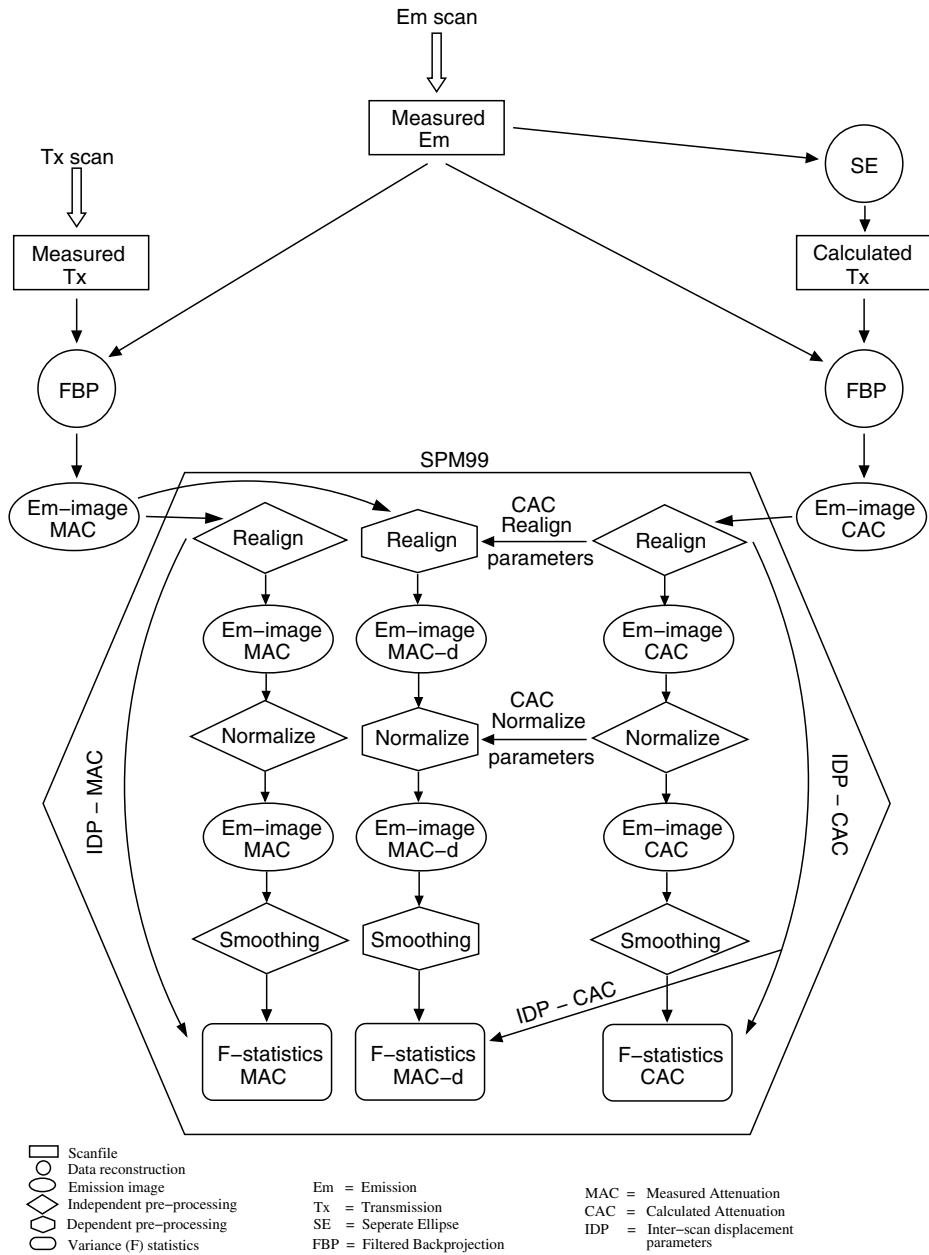 Em scan
Measured
Em
Tx scan
SE
Measured
Tx
Calculated
Tx
FBP
FBP
SPM99
Em-image
MAC
Em-image
CAC
CAC
Realign
parameters
Realign
Realign
Realign
Em-image
MAC
Em-image
MAC-d
Em-image
CAC
CAC
Normalize
parameters
Normalize
Normalize
Normalize
IDP - MAC
IDP - CAC
Em-image
MAC
Em-image
MAC-d
Em-image
CAC
Smoothing
Smoothing
Smoothing
IDP - CAC
F-statistics
MAC
F-statistics
MAC-d
F-statistics
CAC
Scanfile
Data reconstruction
Emission image
Independent pre-processing
Dependent pre-processing
Variance (F) statistics
Em = Emission
Tx = Transmission
SE = Seperate Ellipse
FBP = Filtered Backprojection
MAC = Measured Attenuation
CAC = Calculated Attenuation
IDP = Inter-scan displacement
parameters